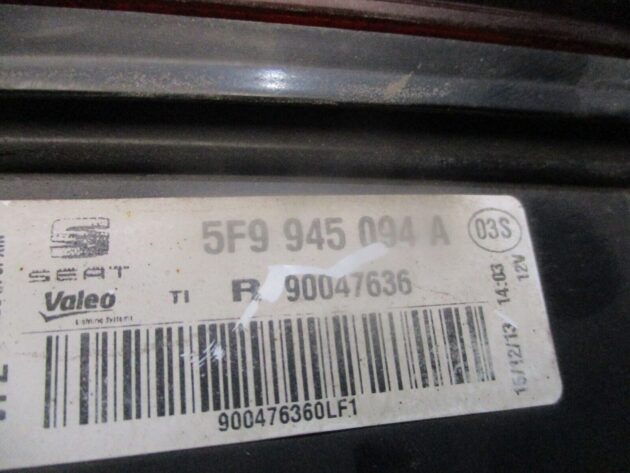 5F9 945 094 A
03S
SEAT
Valeo
TI R 90047636
900476360LF1
15/12/13 14:03
12V